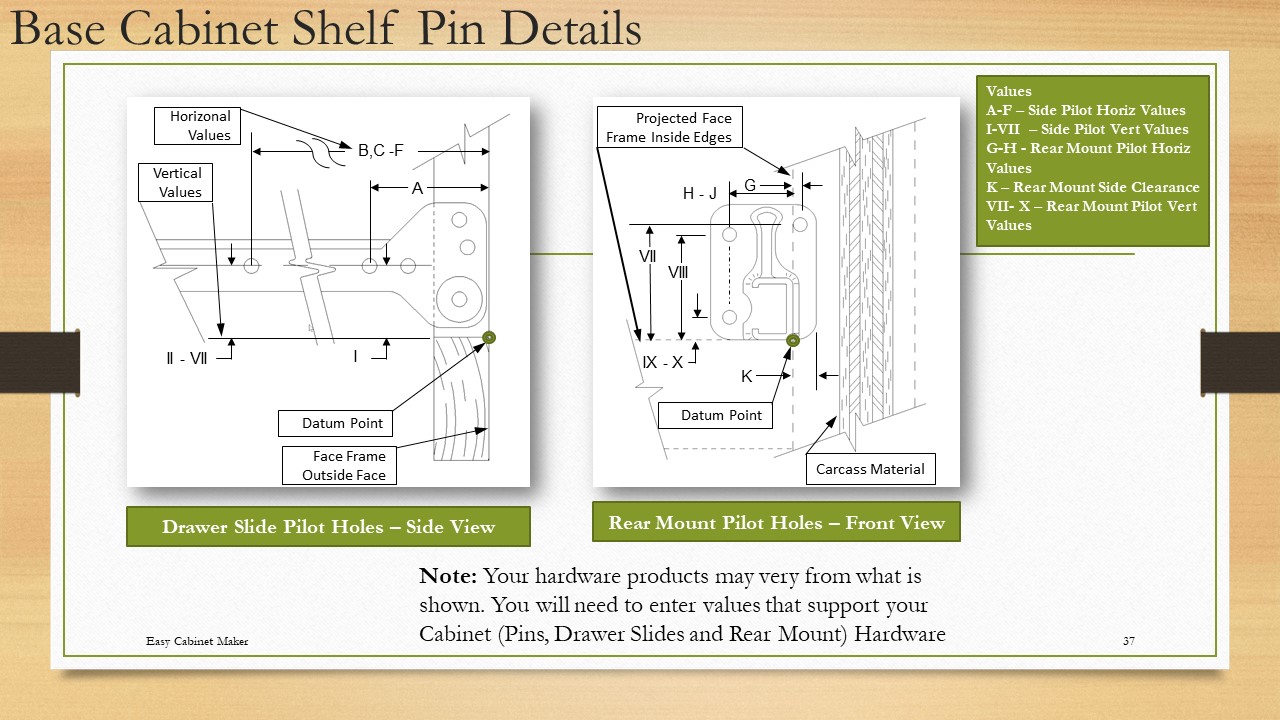 Base Cabinet Shelf Pin Details
Horizonal
Values
B,C -F
Vertical
Values
A
II - VII
I
Datum Point
Face Frame
Outside Face
Drawer Slide Pilot Holes – Side View
Projected Face
Frame Inside Edges
G
H - J
VII
VIII
IX - X
K
Datum Point
Carcass Material
Rear Mount Pilot Holes – Front View
Values
A-F – Side Pilot Horiz Values
I-VII – Side Pilot Vert Values
G-H - Rear Mount Pilot Horiz
Values
K – Rear Mount Side Clearance
VII- X – Rear Mount Pilot Vert
Values
Note: Your hardware products may very from what is
shown. You will need to enter values that support your
Cabinet (Pins, Drawer Slides and Rear Mount) Hardware
Easy Cabinet Maker
37